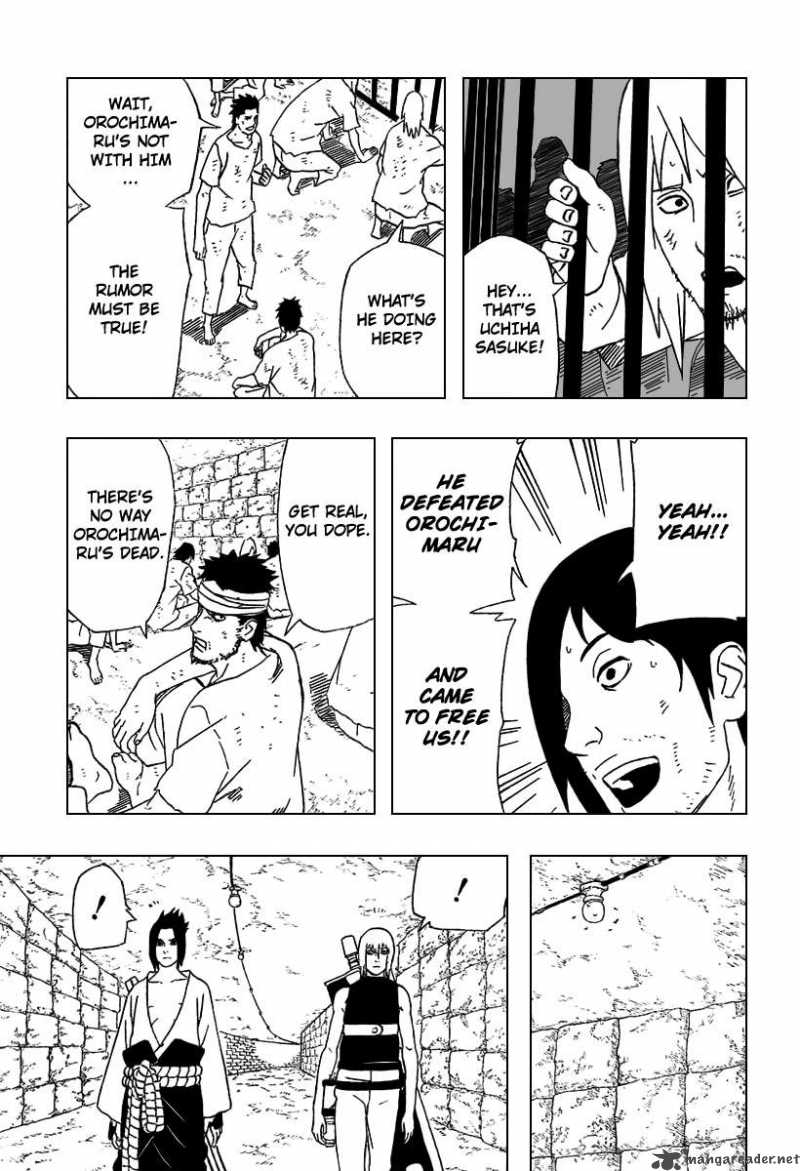 HEY...
THAT'S
UCHIHA
SASUKE!
WHAT'S
HE DOING
HERE?
WAIT,
OROCHIMA-
RU'S NOT
WITH HIM
...
THE
RUMOR
MUST BE
TRUE!
YEAH...
YEAH!!
HE
DEFEATED
OROCHI-
MARU
AND
CAME
TO FREE
US!!
GET REAL,
YOU DOPE.
THERE'S
NO WAY
OROCHIMA-
RU'S DEAD.
!
!
mangareader.net